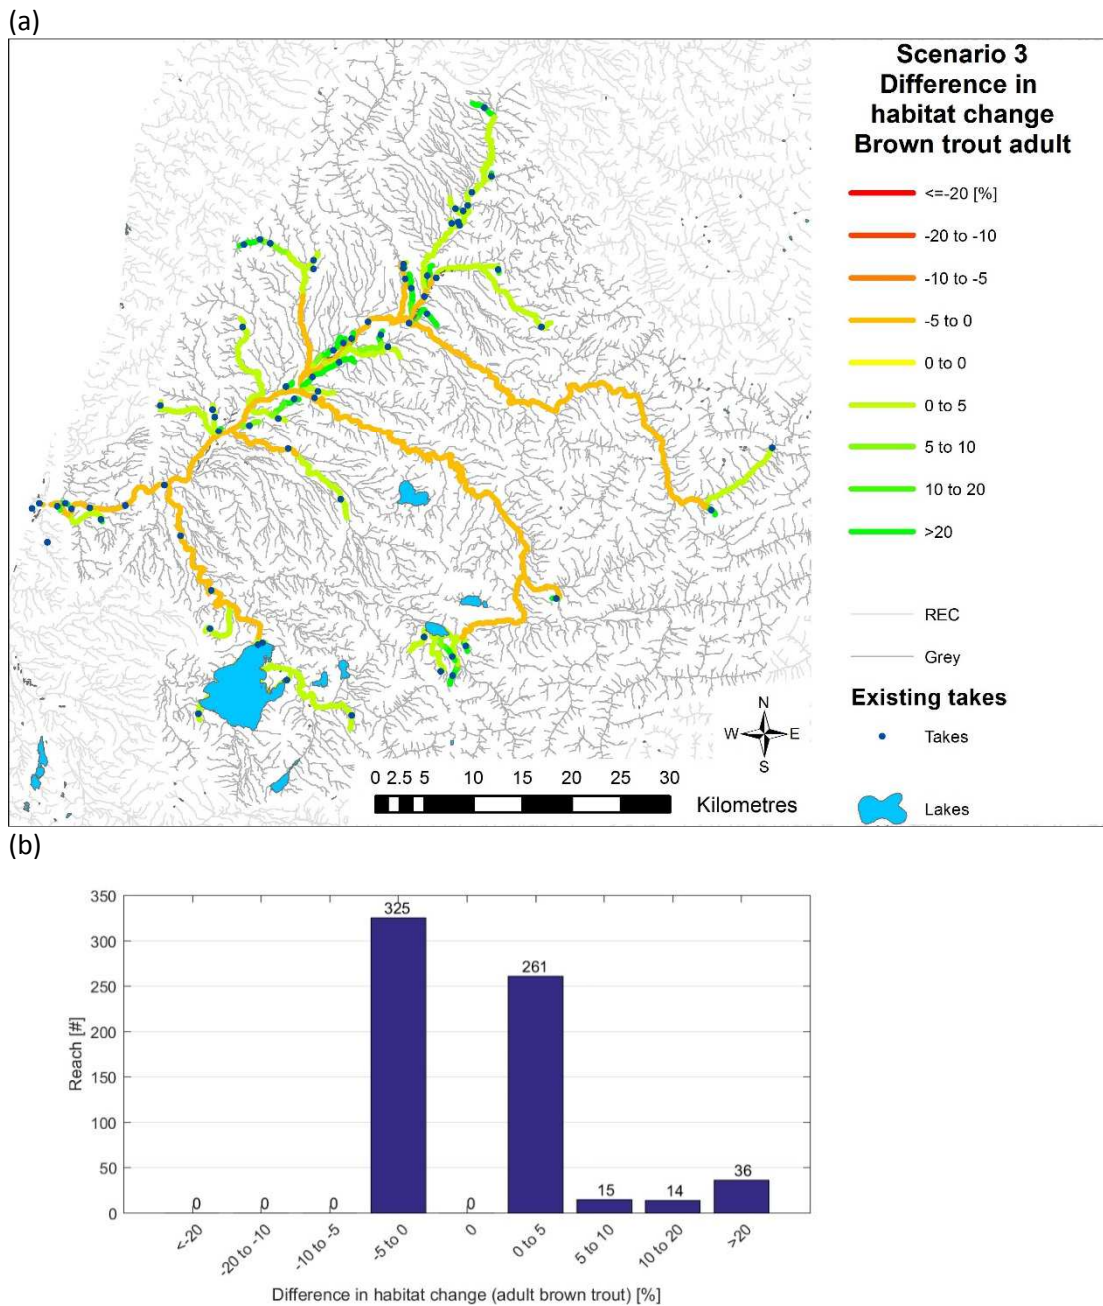 (a)
Scenario 3
Difference in
habitat change
Brown trout adult
<=-20 [%]
-20 to -10
-10 to -5
-5 to 0
0 to 0
0 to 5
5 to 10
10 to 20
>20
REC
Grey
Existing takes
Takes
Lakes
N
W E
S
0 2.5 5 10 15 20 25 30
Kilometres
(b)
350
300
250
200
150
100
50
0
Reach [#]
0 0 0 325 0 261 15 14 36
<-20 -20 to -10 -10 to -5 -5 to 0 0 0 to 5 5 to 10 10 to 20 >20
Difference in habitat change (adult brown trout) [%]